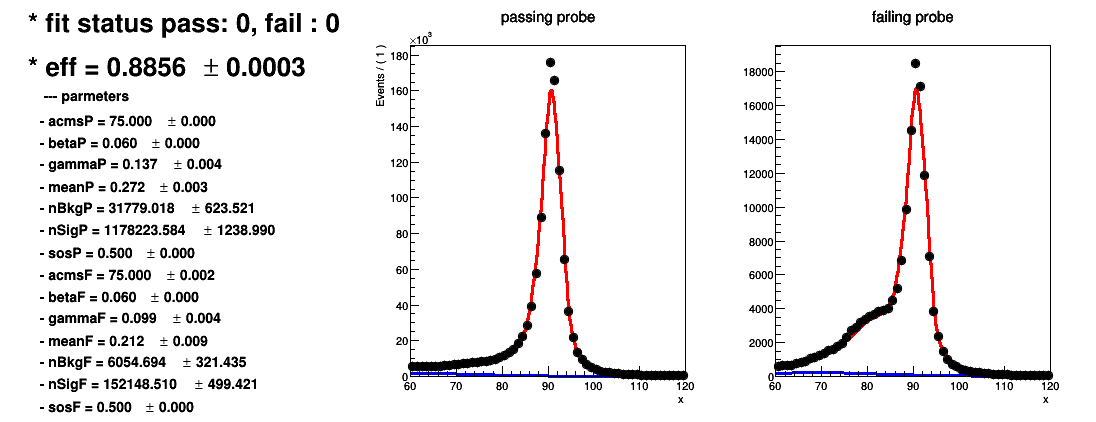 * fit status pass: 0, fail : 0
* eff = 0.8856 ± 0.0003
--- parmeters
- acmsP = 75.000 ± 0.000
- betaP = 0.060 ± 0.000
- gammaP = 0.137 ± 0.004
- meanP = 0.272 ± 0.003
- nBkgP = 31779.018 ± 623.521
- nSigP = 1178223.584 ± 1238.990
- sosP = 0.500 ± 0.000
- acmsF = 75.000 ± 0.002
- betaF = 0.060 ± 0.000
- gammaF = 0.099 ± 0.004
- meanF = 0.212 ± 0.009
- nBkgF = 6054.694 ± 321.435
- nSigF = 152148.510 ± 499.421
- sosF = 0.500 ± 0.000
passing probe
×10³
Events / ( 1 )
180
160
140
120
100
80
60
40
20
0
60 70 80 90 100 110 120
x
failing probe
18000
16000
14000
12000
10000
8000
6000
4000
2000
0
60 70 80 90 100 110 120
x